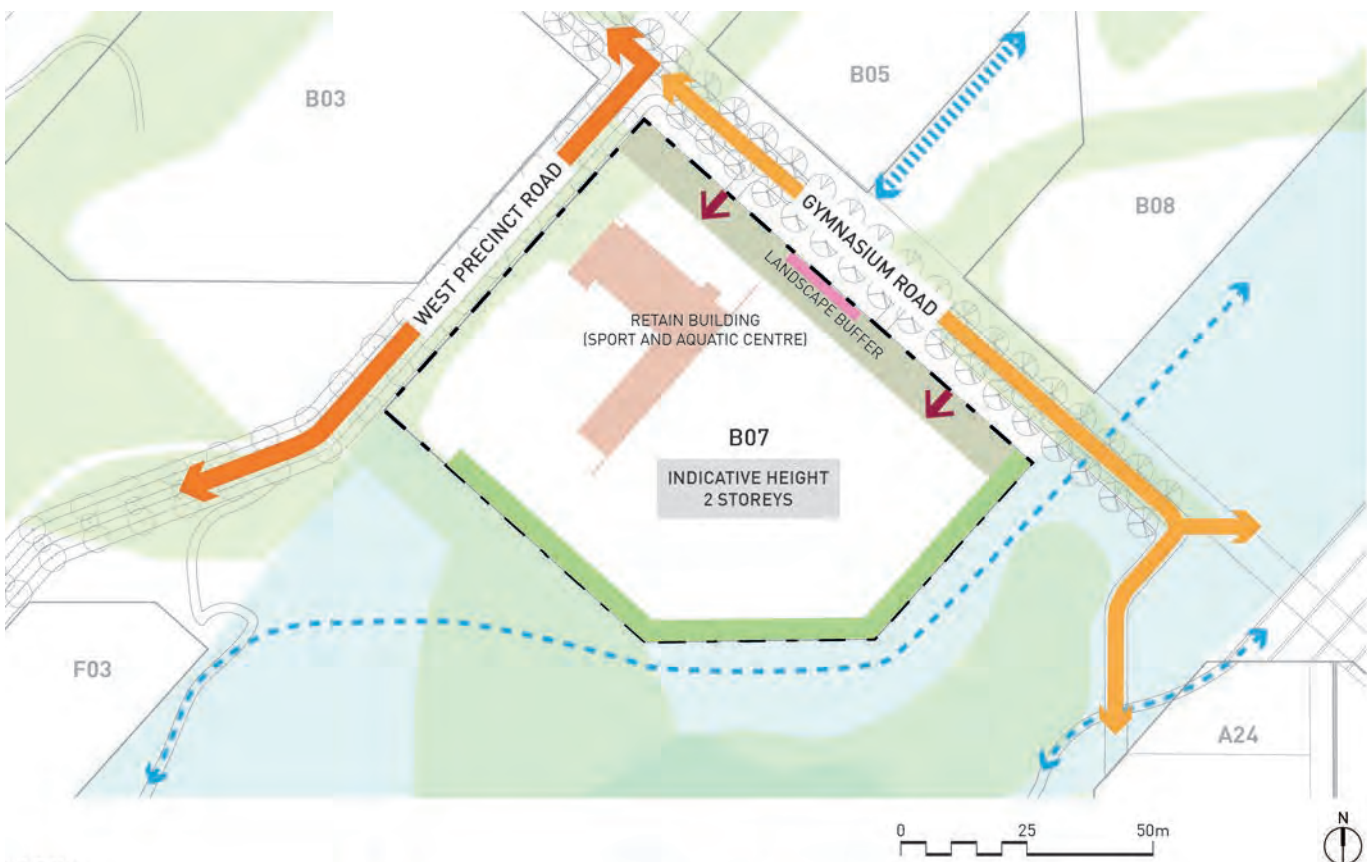 B03
B05
B08
WEST PRECINCT ROAD
GYMNASIUM ROAD
LANDSCAPE BUFFER
RETAIN BUILDING
(SPORT AND AQUATIC CENTRE)
B07
INDICATIVE HEIGHT
2 STOREYS
F03
A24
0 25 50m
N